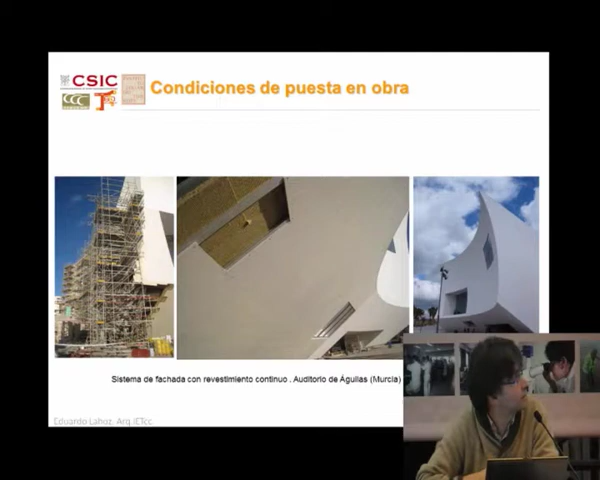 CSIC
Condiciones de puesta en obra
Sistema de fachada con revestimiento continuo . Auditorio de Águilas (Murcia)
Eduardo Lahoz, Arq.IETcc